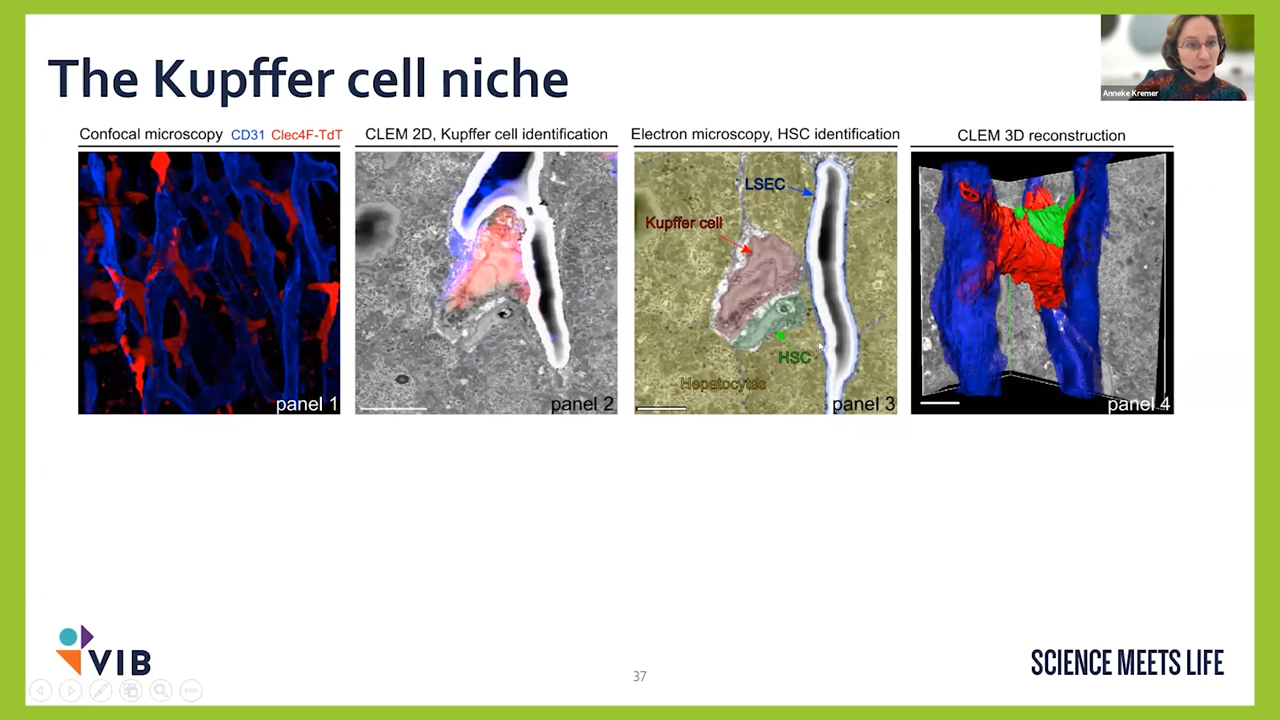 The Kupffer cell niche
Anneke Kremer
Confocal microscopy CD31 Clec4F-TdT
CLEM 2D, Kupffer cell identification
Electron microscopy, HSC identification
CLEM 3D reconstruction
panel 1
panel 2
LSEC
Kupffer cell
HSC
Hepatocytes
panel 3
panel 4
VIB
37
SCIENCE MEETS LIFE